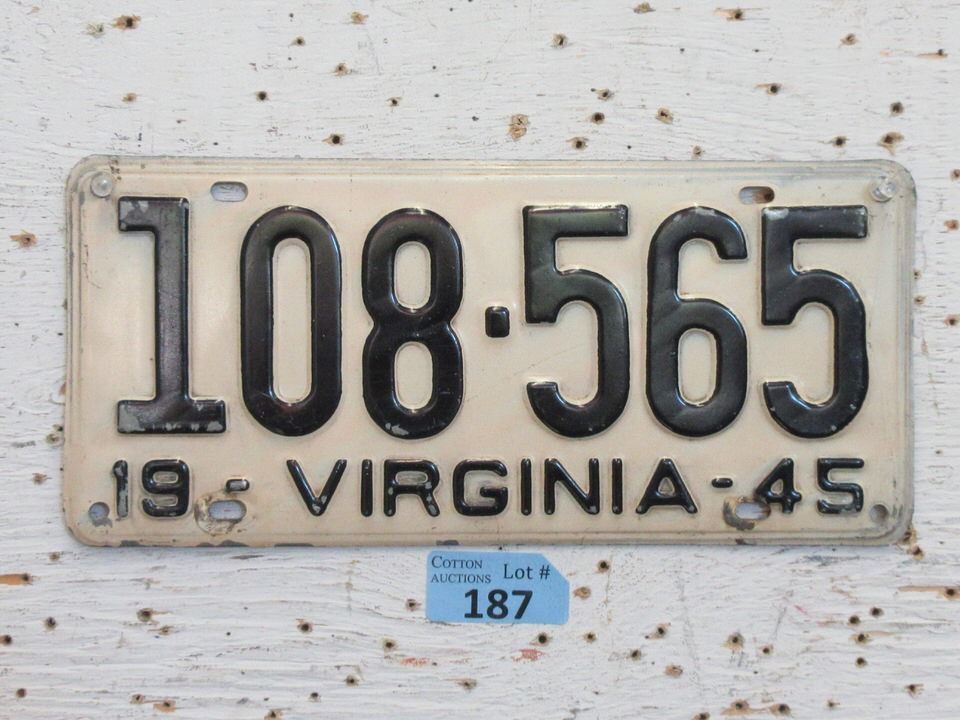 108·565
19-VIRGINIA-45
COTTON AUCTIONS Lot #
187